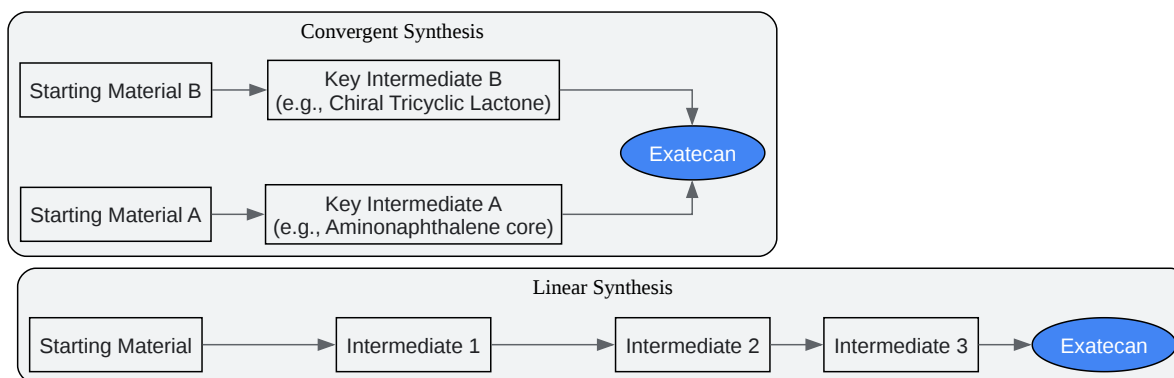 Convergent Synthesis
Starting Material B
Key Intermediate B
(e.g., Chiral Tricyclic Lactone)
Exatecan
Starting Material A
Key Intermediate A
(e.g., Aminonaphthalene core)
Linear Synthesis
Starting Material
Intermediate 1
Intermediate 2
Intermediate 3
Exatecan